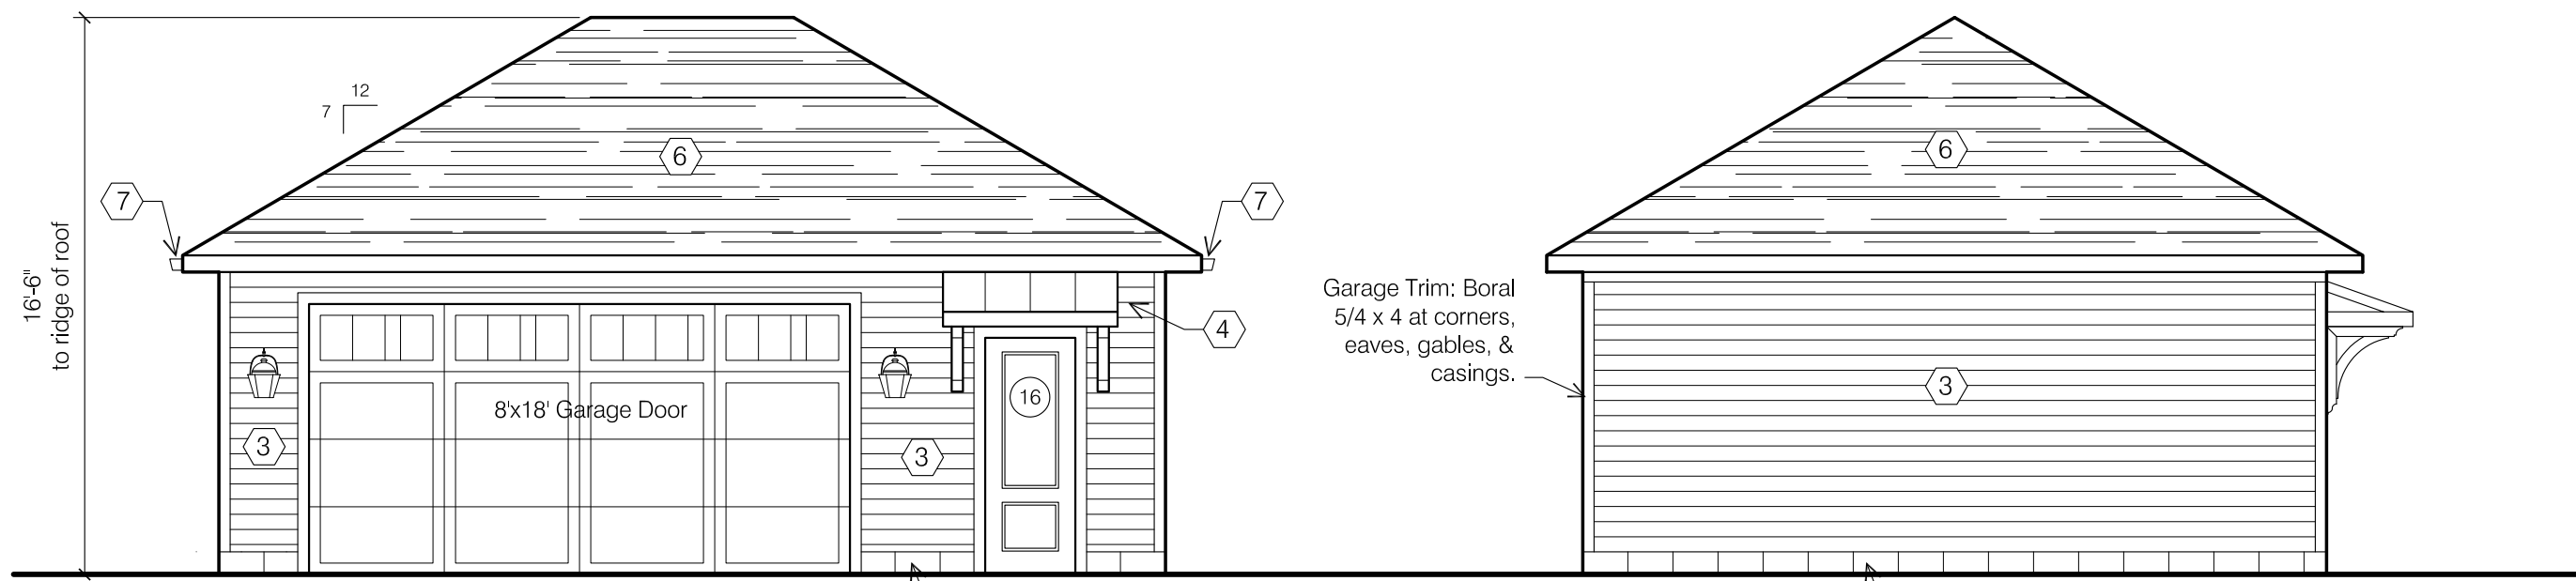 12
7
6
7
7
16'-6"
to ridge of roof
4
16
8'x18' Garage Door
3
3
6
Garage Trim: Boral
5/4 x 4 at corners,
eaves, gables, &
casings.
3